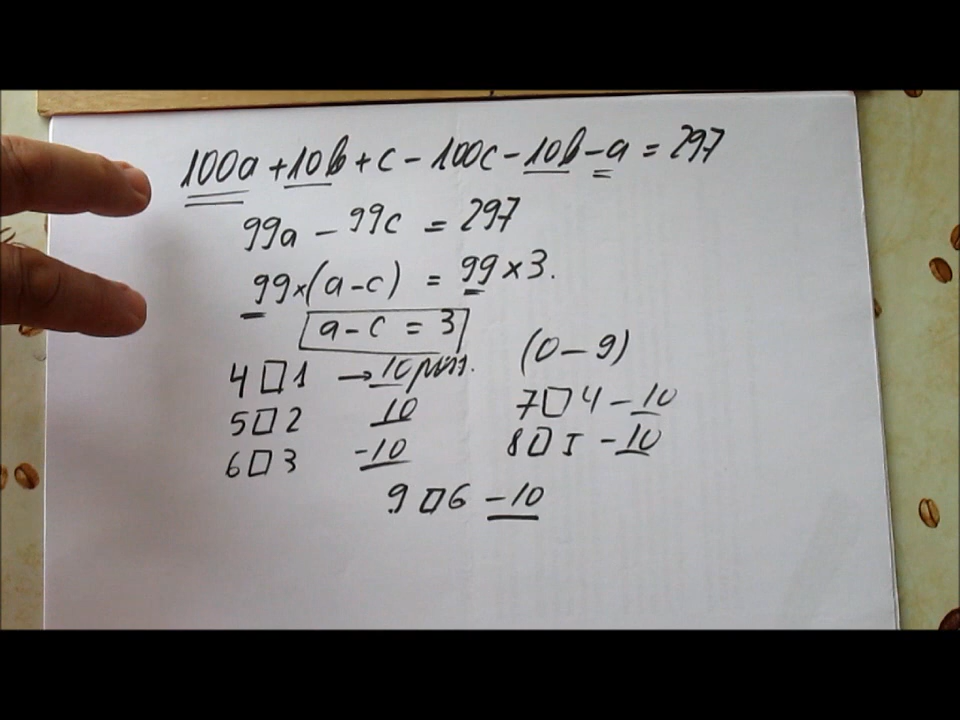 100a + 10b + c - 100c - 10b - a = 297
99a - 99c = 297
99×(a-c) = 99×3.
a-c = 3
(0-9)
4□1 → 10
5□2 10
6□3 -10
7□4 - 10
8□5 - 10
9□6 - 10